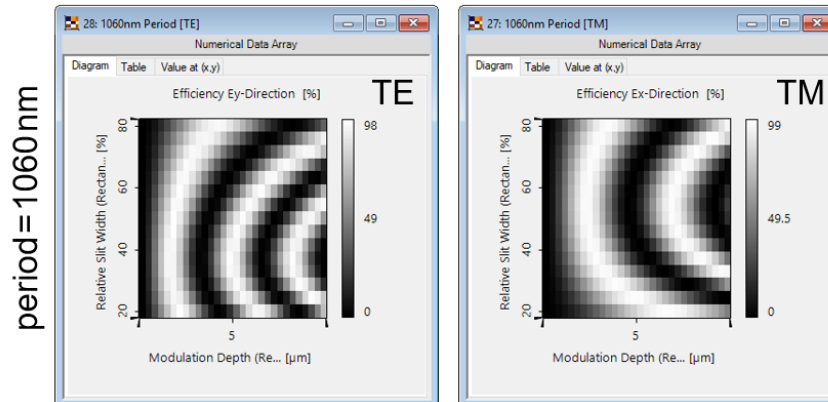 28: 1060nm Period [TE]
Numerical Data Array
Diagram Table Value at (x,y)
Efficiency Ey-Direction [%]
TE
98
49
0
80
60
40
20
Relative Slit Width (Rectan... [%]
5
Modulation Depth (Re... [µm]
27: 1060nm Period [TM]
Numerical Data Array
Diagram Table Value at (x,y)
Efficiency Ex-Direction [%]
TM
99
49.5
0
80
60
40
20
Relative Slit Width (Rectan... [%]
5
Modulation Depth (Re... [µm]
period=1060nm